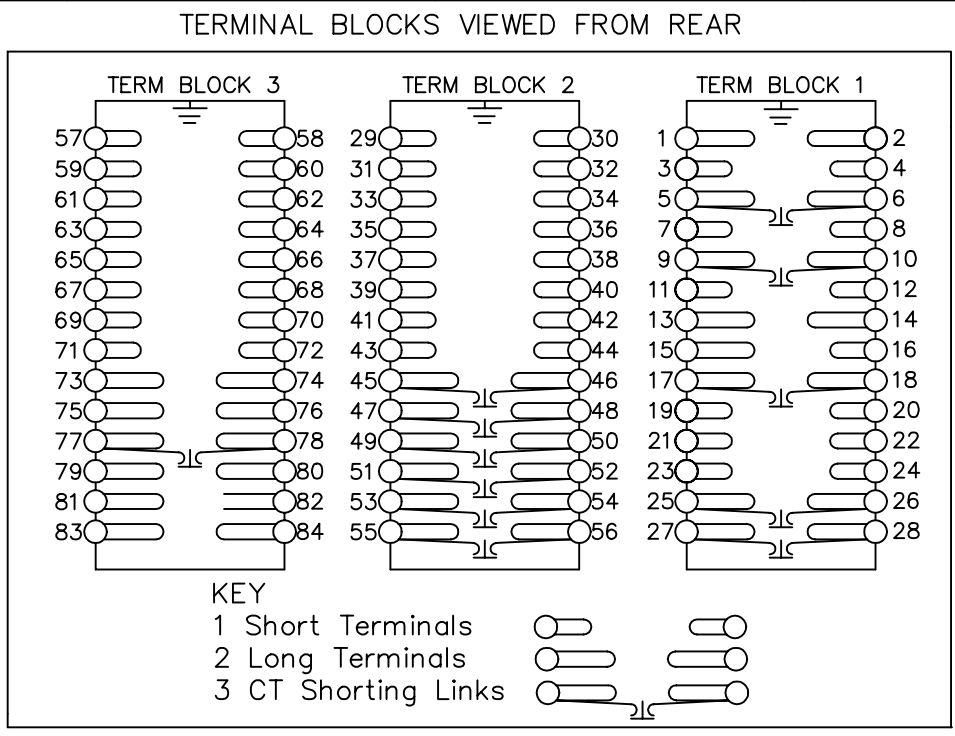 TERMINAL BLOCKS VIEWED FROM REAR
TERM BLOCK 3 TERM BLOCK 2 TERM BLOCK 1
57 58 29 30 1 2
59 60 31 32 3 4
61 62 33 34 5 6
63 64 35 36 7 8
65 66 37 38 9 10
67 68 39 40 11 12
69 70 41 42 13 14
71 72 43 44 15 16
73 74 45 46 17 18
75 76 47 48 19 20
77 78 49 50 21 22
79 80 51 52 23 24
81 82 53 54 25 26
83 84 55 56 27 28
KEY
1 Short Terminals
2 Long Terminals
3 CT Shorting Links